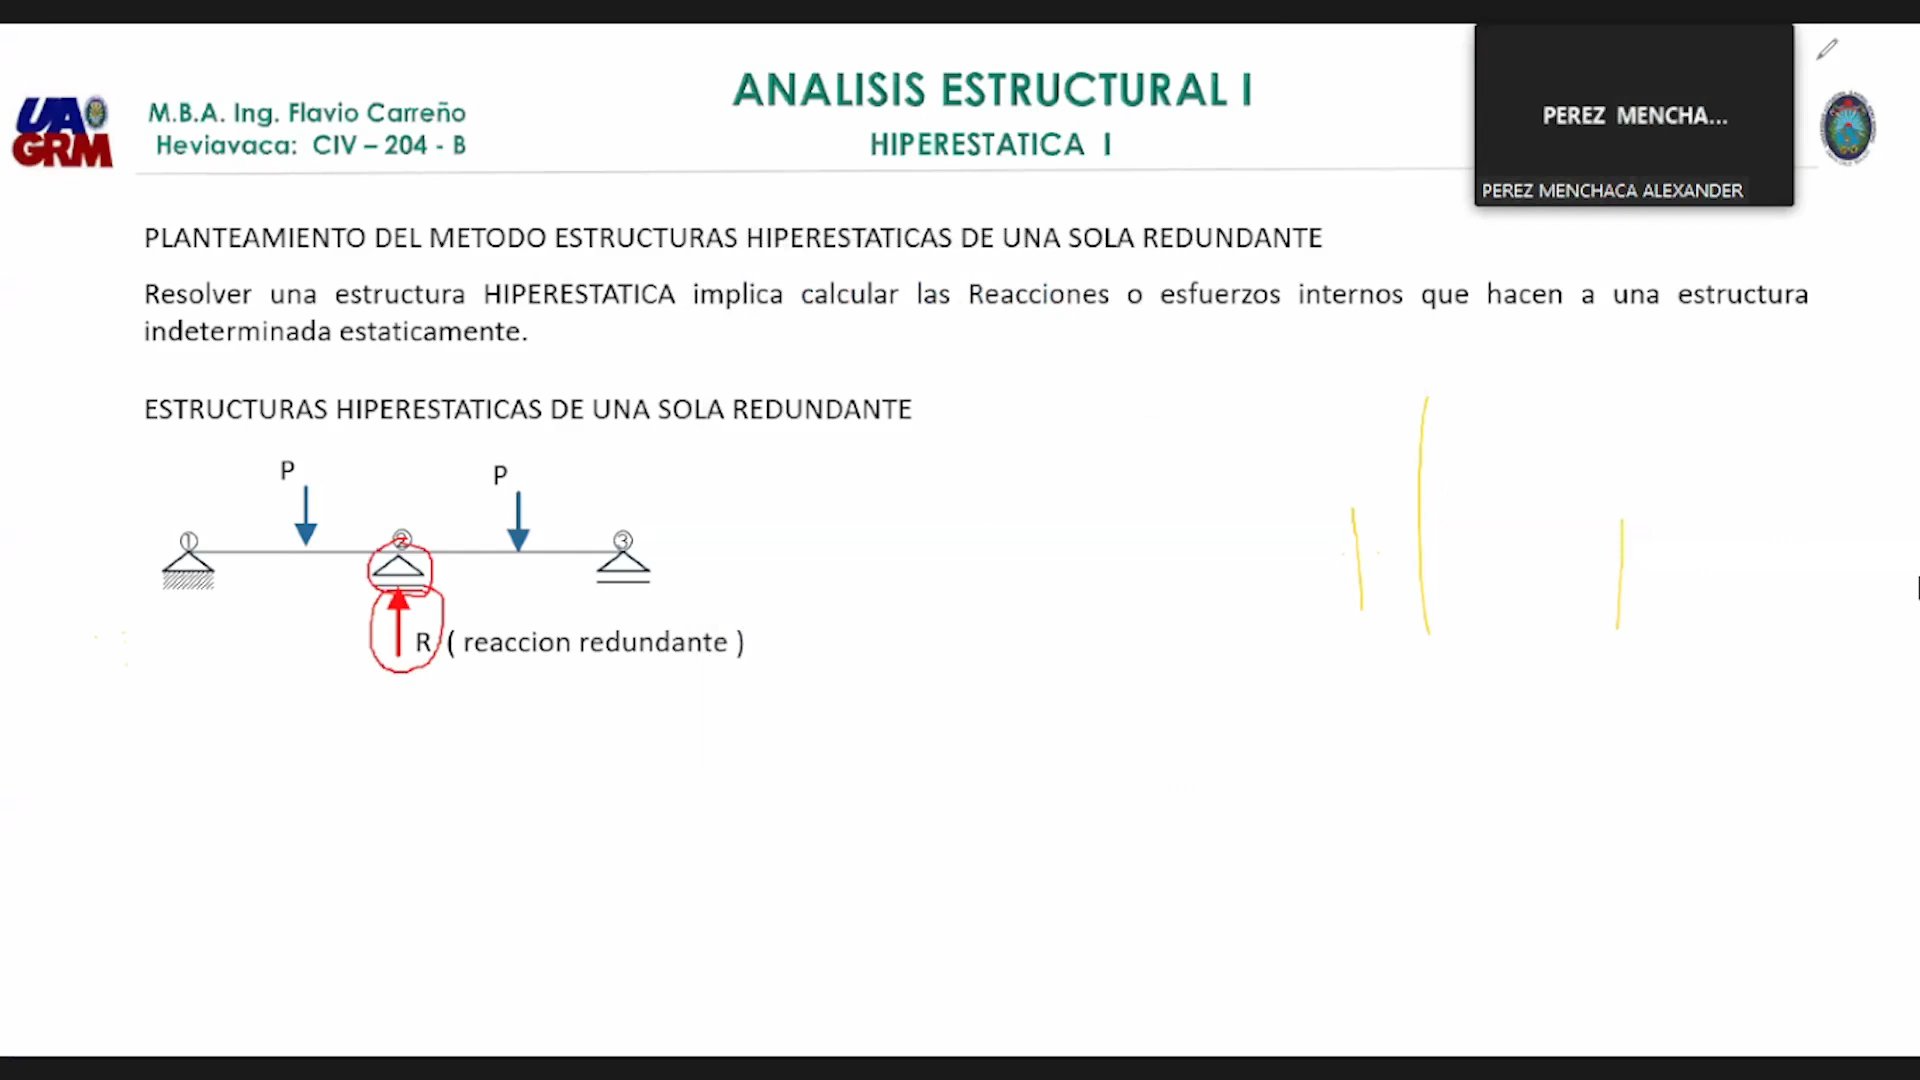 UA
GRM
M.B.A. Ing. Flavio Carreño
Heviavaca: CIV – 204 - B
ANALISIS ESTRUCTURAL I
HIPERESTATICA I
PEREZ MENCHA...
PEREZ MENCHACA ALEXANDER
PLANTEAMIENTO DEL METODO ESTRUCTURAS HIPERESTATICAS DE UNA SOLA REDUNDANTE
Resolver una estructura HIPERESTATICA implica calcular las Reacciones o esfuerzos internos que hacen a una estructura
indeterminada estaticamente.
ESTRUCTURAS HIPERESTATICAS DE UNA SOLA REDUNDANTE
P P
① ② ③
R ( reaccion redundante )